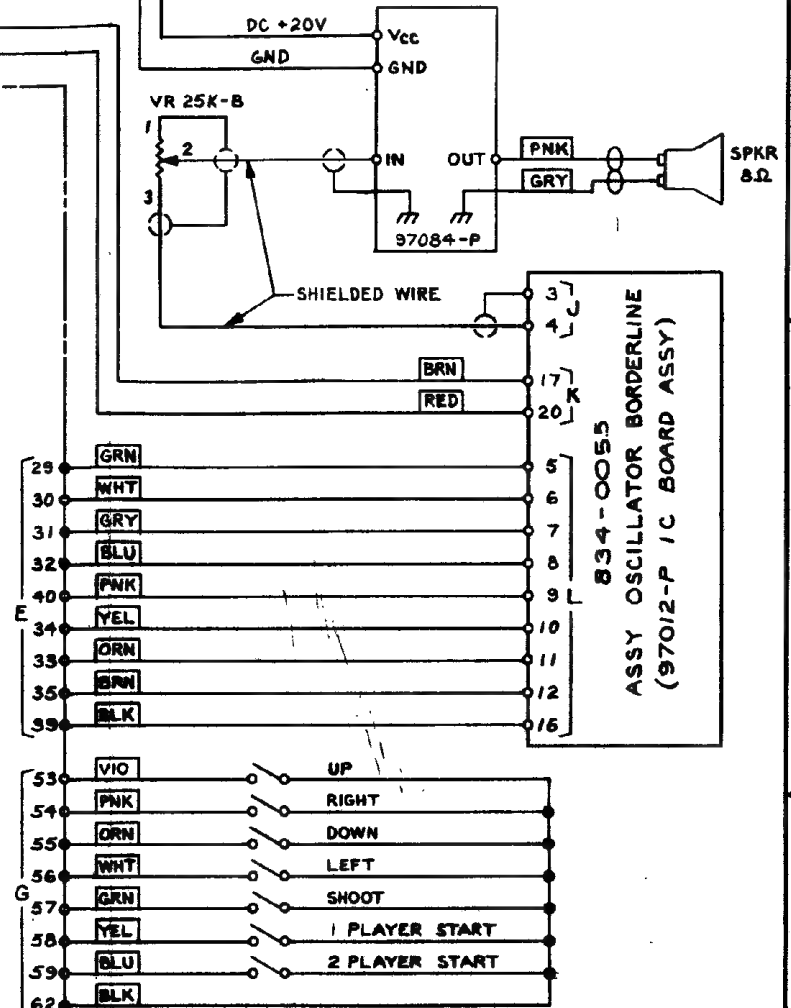 DC +20V
VCC
GND
GND
VR 25K-B
1
2
3
IN
OUT
PNK
GRY
SPKR
8Ω
97084-P
SHIELDED WIRE
3
4
J
BRN
17
RED
20
K
834-0055
ASSY OSCILLATOR BORDERLINE
(97012-P IC BOARD ASSY)
E
29 GRN 5
30 WHT 6
31 GRY 7
32 BLU 8
40 PNK 9
34 YEL 10
33 ORN 11
35 BRN 12
BLK 16
L
G
53 VIO UP
54 PNK RIGHT
55 ORN DOWN
56 WHT LEFT
57 GRN SHOOT
58 YEL 1 PLAYER START
59 BLU 2 PLAYER START
62 BLK